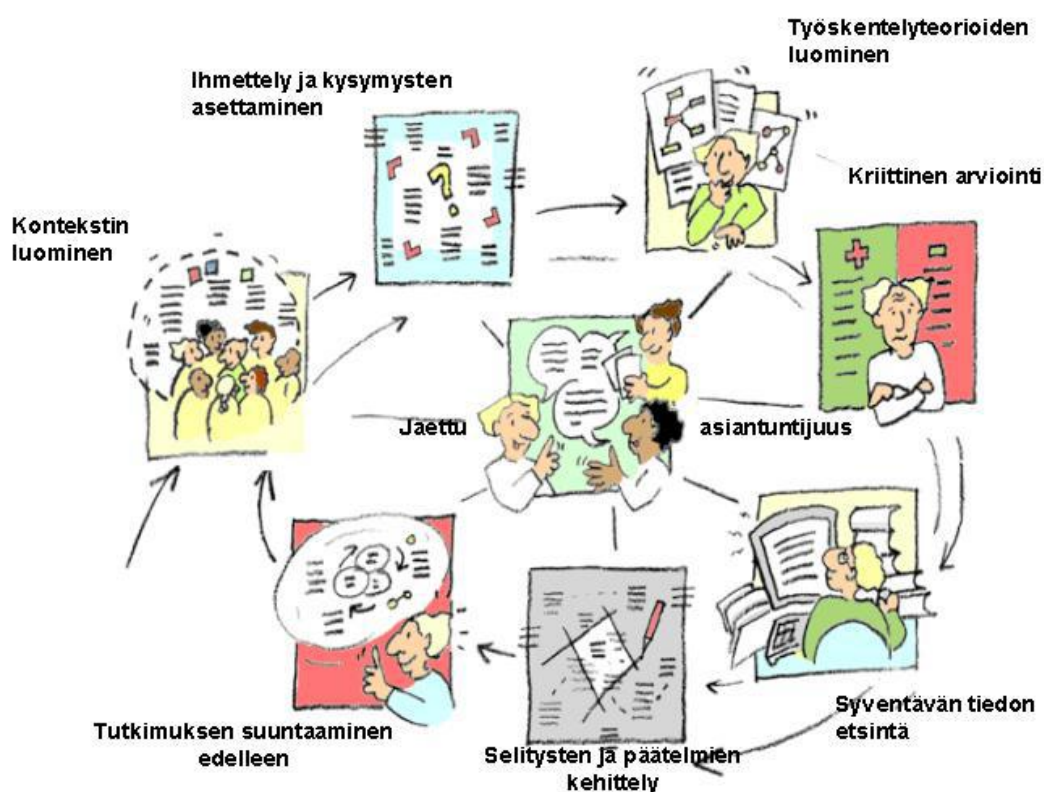 Työskentelyteorioiden
luominen
Ihmettely ja kysymysten
asettaminen
Kriittinen arviointi
Kontekstin
luominen
Jaettu
asiantuntijuus
Syventävän tiedon
etsintä
Tutkimuksen suuntaaminen
edelleen
Selitysten ja päätelmien
kehittely